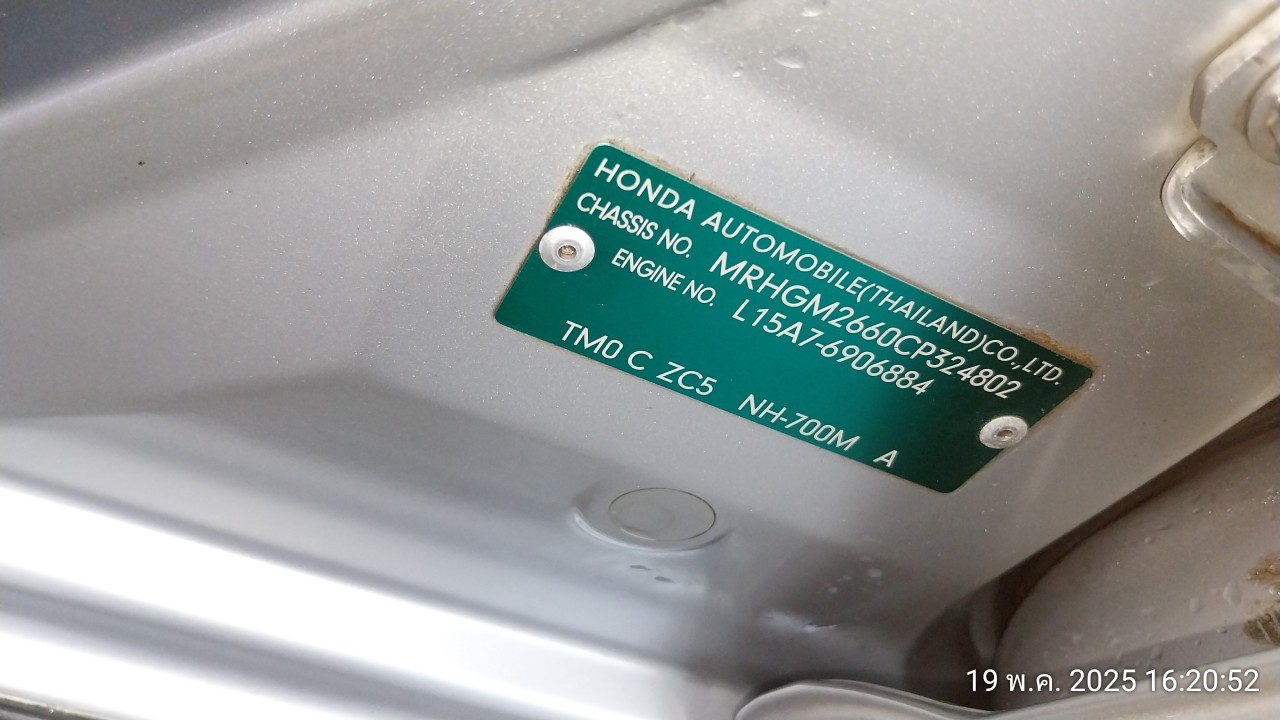 HONDA AUTOMOBILE(THAILAND)CO.,LTD.
CHASSIS NO. MRHGM2660CP324802
ENGINE NO. L15A7-6906884
TM0 C ZC5 NH-700M A
19 พ.ค. 2025 16:20:52